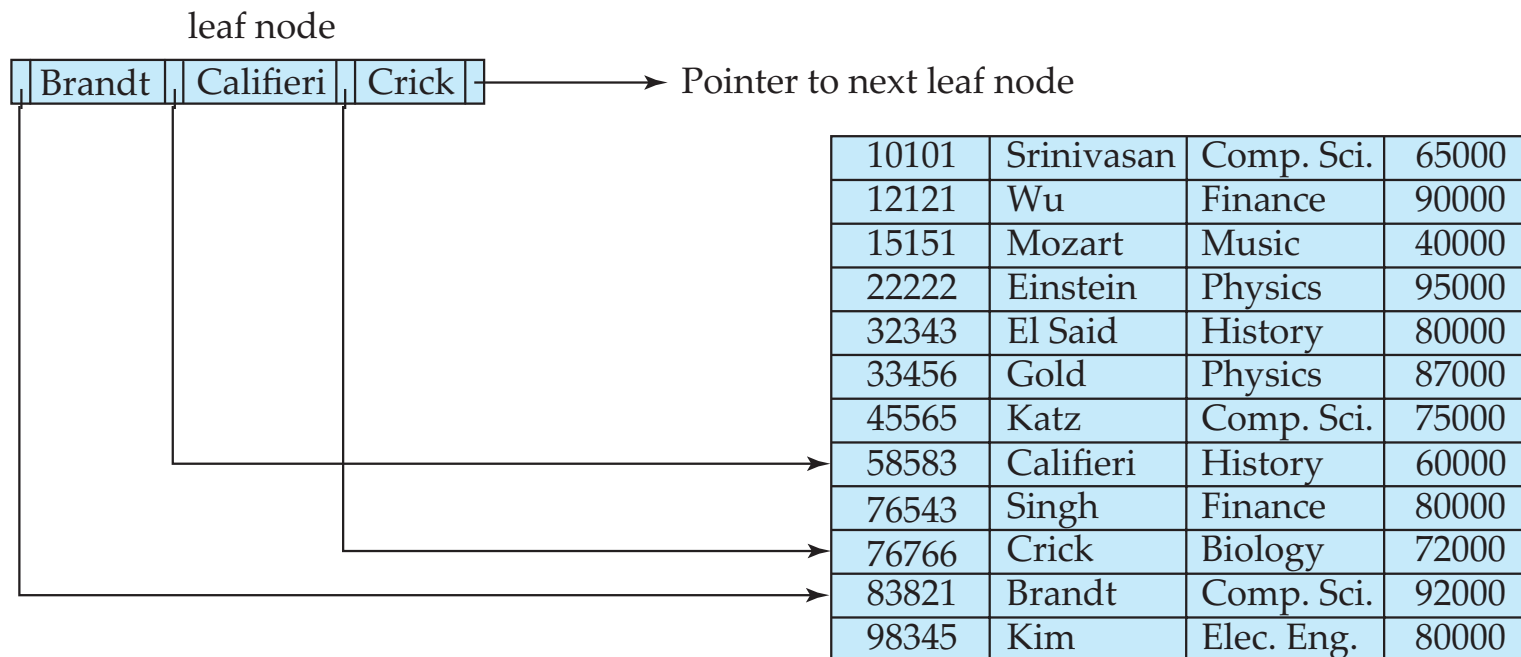 leaf node
Brandt Califieri Crick Pointer to next leaf node
10101 Srinivasan Comp. Sci. 65000
12121 Wu Finance 90000
15151 Mozart Music 40000
22222 Einstein Physics 95000
32343 El Said History 80000
33456 Gold Physics 87000
45565 Katz Comp. Sci. 75000
58583 Califieri History 60000
76543 Singh Finance 80000
76766 Crick Biology 72000
83821 Brandt Comp. Sci. 92000
98345 Kim Elec. Eng. 80000